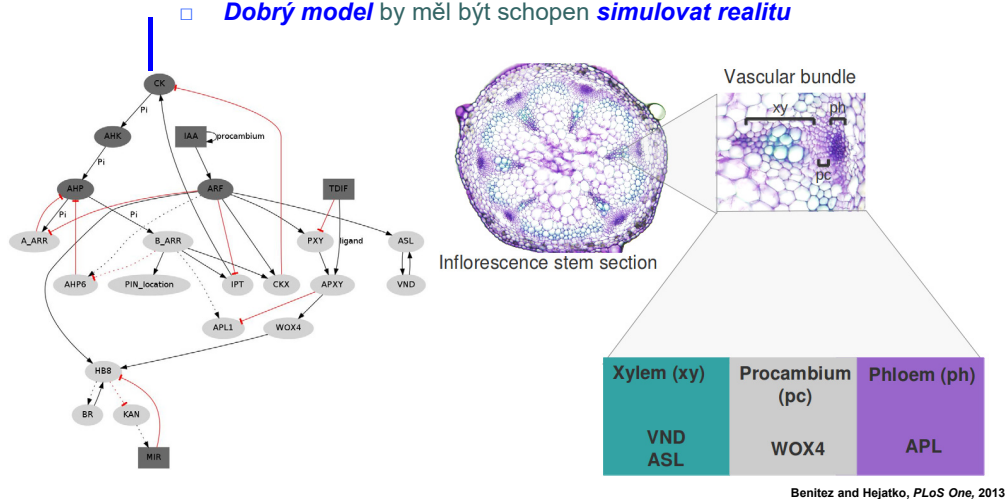 Dobrý model by měl být schopen simulovat realitu
CK
Pi
AHK
IAA
procambium
Pi
AHP
ARF
TDIF
Pi
Pi
A_ARR
B_ARR
PXY
ligand
ASL
AHP6
PIN_location
IPT
CKX
APXY
VND
APL1
WOX4
HB8
BR
KAN
MIR
Inflorescence stem section
Vascular bundle
xy
ph
pc
Xylem (xy)
VND
ASL
Procambium
(pc)
WOX4
Phloem (ph)
APL
Benitez and Hejatko, PLoS One, 2013